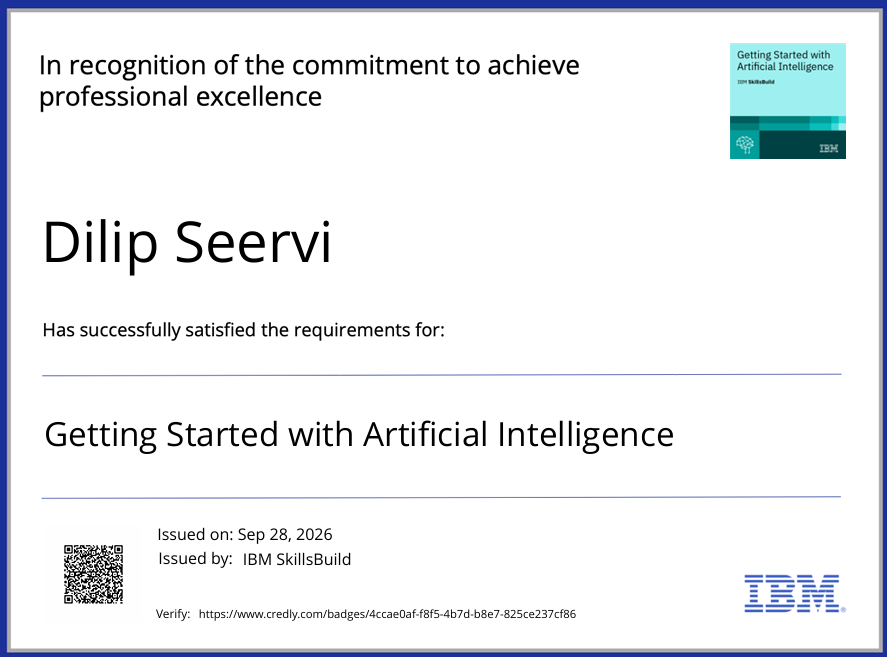 In recognition of the commitment to achieve
professional excellence
Getting Started with
Artificial Intelligence
IBM SkillsBuild
IBM
Dilip Seervi
Has successfully satisfied the requirements for:
Getting Started with Artificial Intelligence
Issued on: Sep 28, 2026
Issued by: IBM SkillsBuild
IBM®
Verify: https://www.credly.com/badges/4ccae0af-f8f5-4b7d-b8e7-825ce237cf86